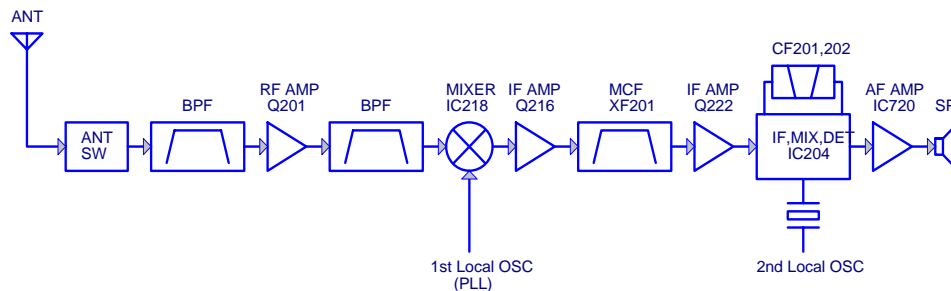 ANT
CF201,202
RF AMP
Q201
BPF
BPF
MIXER
IC218
IF AMP
Q216
MCF
XF201
IF AMP
Q222
AF AMP
IC720
SP
ANT
SW
IF,MIX,DET
IC204
1st Local OSC
(PLL)
2nd Local OSC